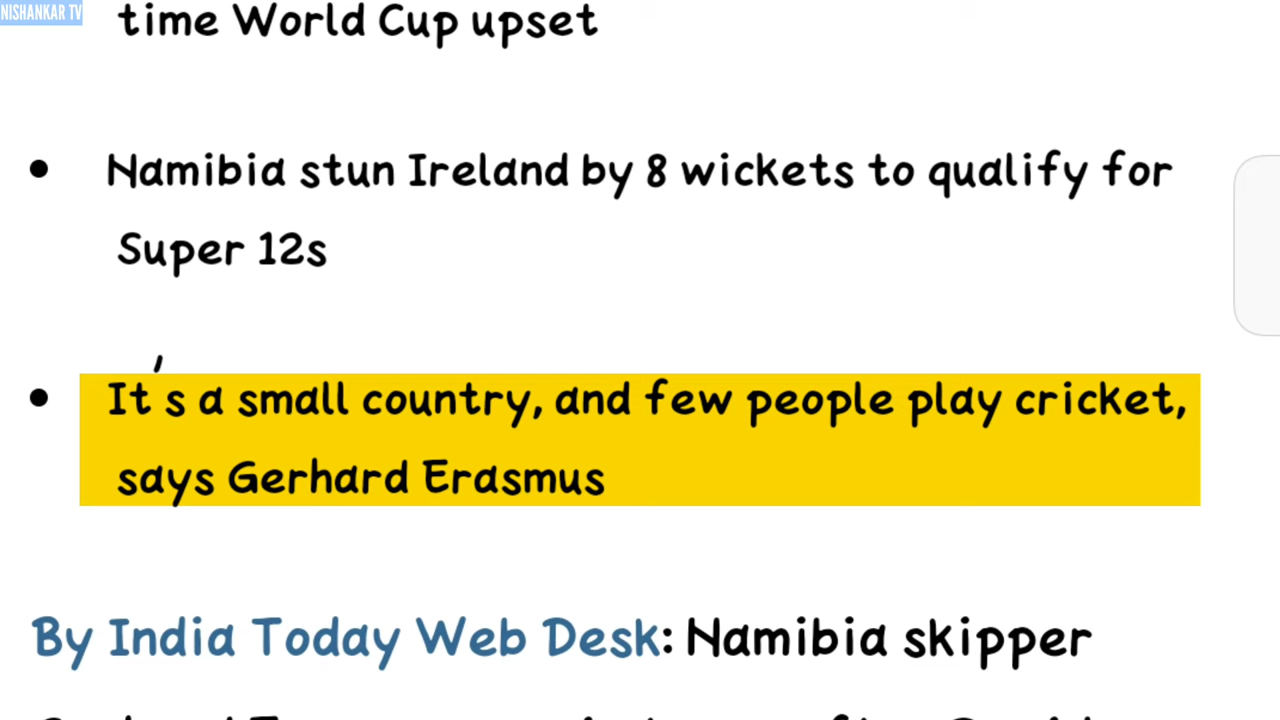 NISHANKAR TV
time World Cup upset
• Namibia stun Ireland by 8 wickets to qualify for
Super 12s
• It's a small country, and few people play cricket,
says Gerhard Erasmus
By India Today Web Desk: Namibia skipper